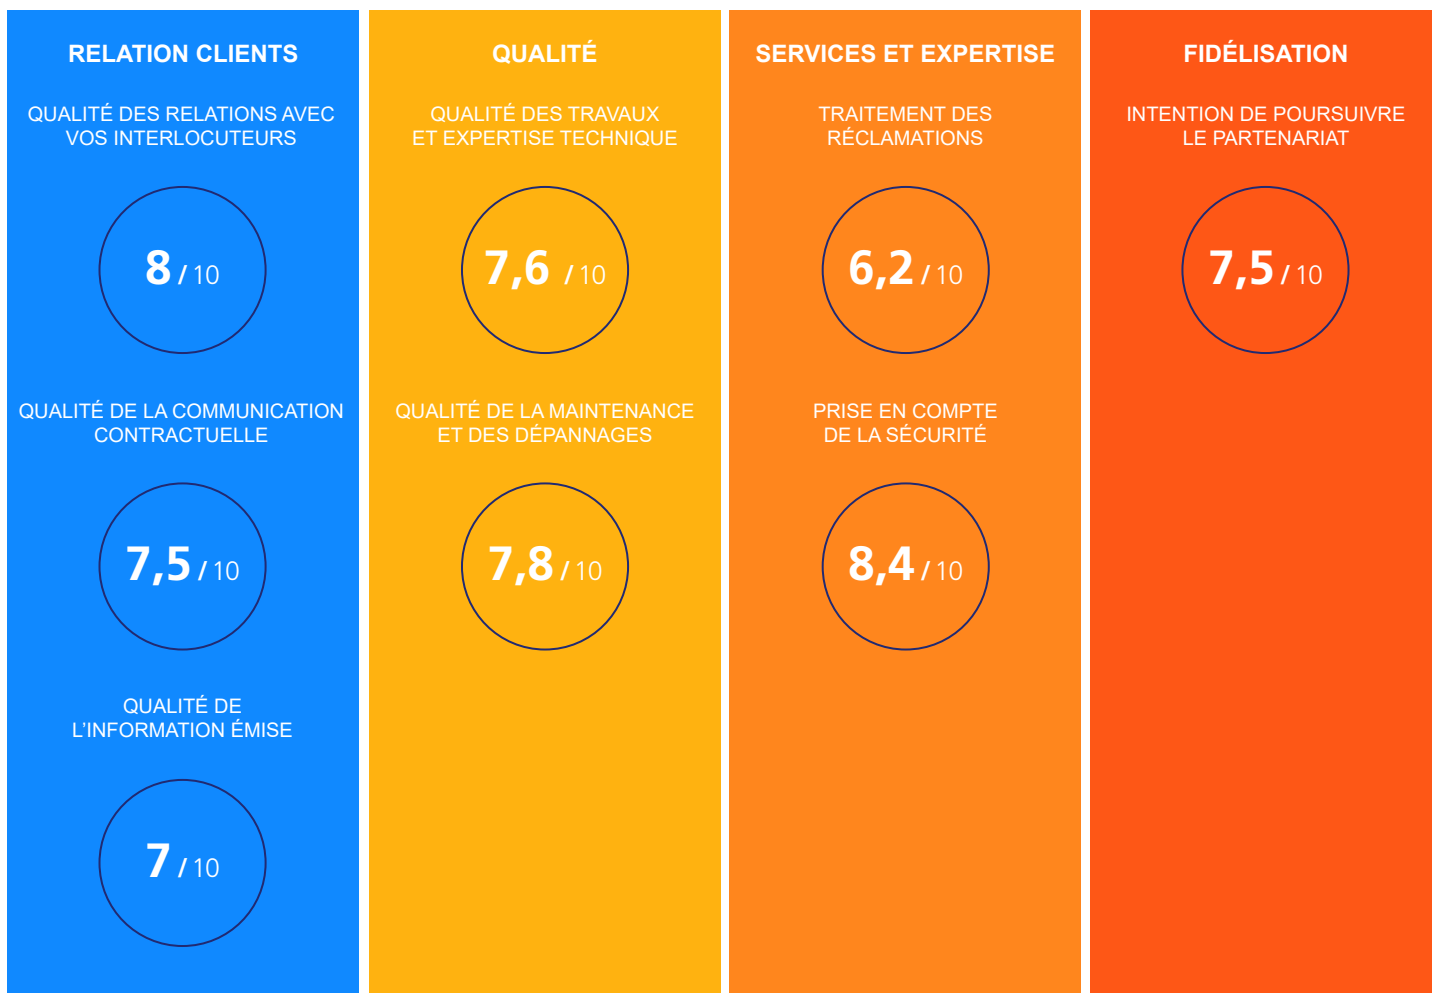 RELATION CLIENTS
QUALITÉ DES RELATIONS AVEC
VOS INTERLOCUTEURS
8 / 10
QUALITÉ DE LA COMMUNICATION
CONTRACTUELLE
7,5 / 10
QUALITÉ DE
L’INFORMATION ÉMISE
7 / 10
QUALITÉ
QUALITÉ DES TRAVAUX
ET EXPERTISE TECHNIQUE
7,6 / 10
QUALITÉ DE LA MAINTENANCE
ET DES DÉPANNAGES
7,8 / 10
SERVICES ET EXPERTISE
TRAITEMENT DES
RÉCLAMATIONS
6,2 / 10
PRISE EN COMPTE
DE LA SÉCURITÉ
8,4 / 10
FIDÉLISATION
INTENTION DE POURSUIVRE
LE PARTENARIAT
7,5 / 10